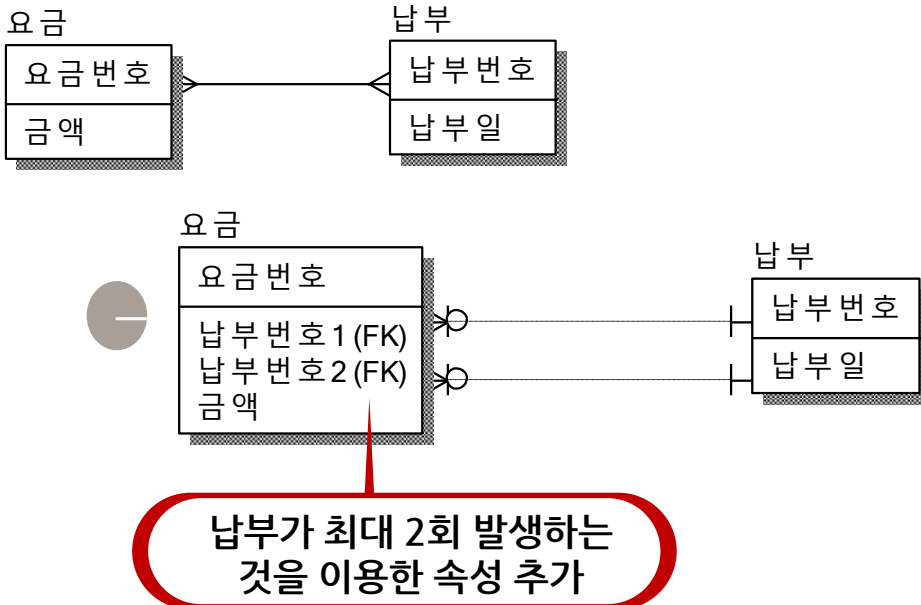 요금
요금번호
금액
납부
납부번호
납부일
요금
요금번호
납부번호1(FK)
납부번호2(FK)
금액
납부
납부번호
납부일
납부가 최대 2회 발생하는
것을 이용한 속성 추가